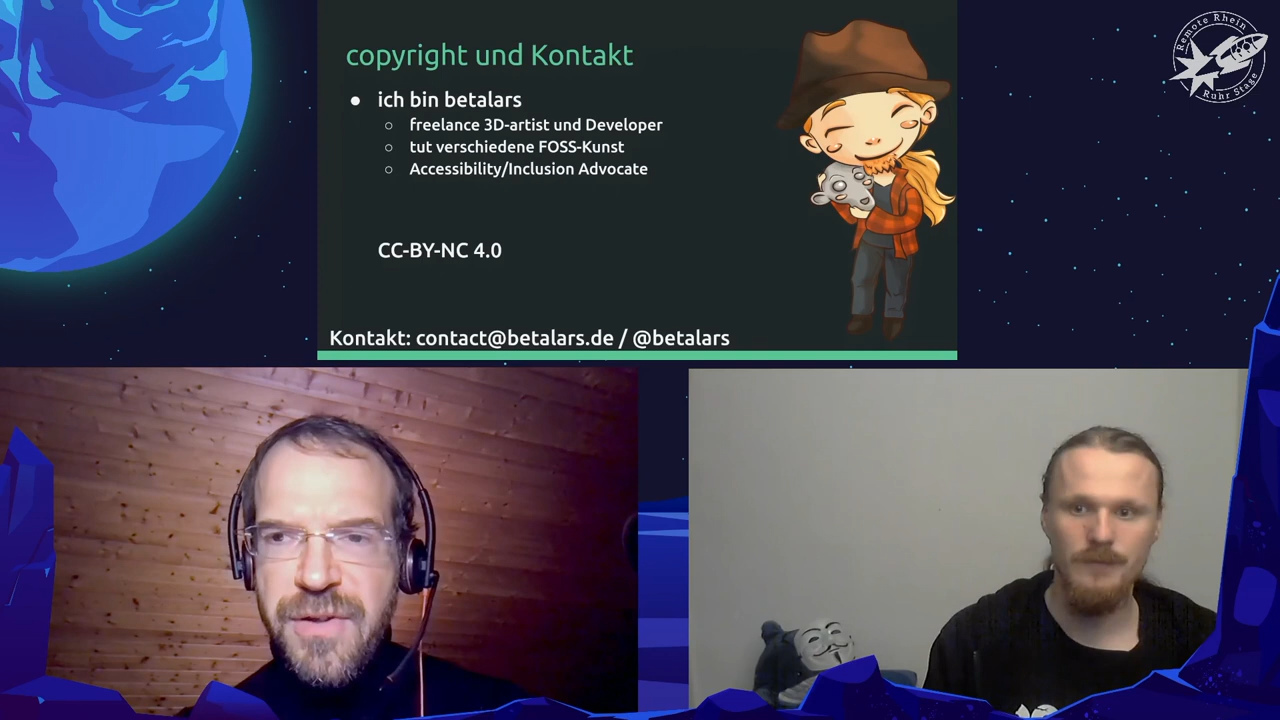 copyright und Kontakt
● ich bin betalars
○ freelance 3D-artist und Developer
○ tut verschiedene FOSS-Kunst
○ Accessibility/Inclusion Advocate
CC-BY-NC 4.0
Kontakt: contact@betalars.de / @betalars
Remote Rhein
Ruhr Stage